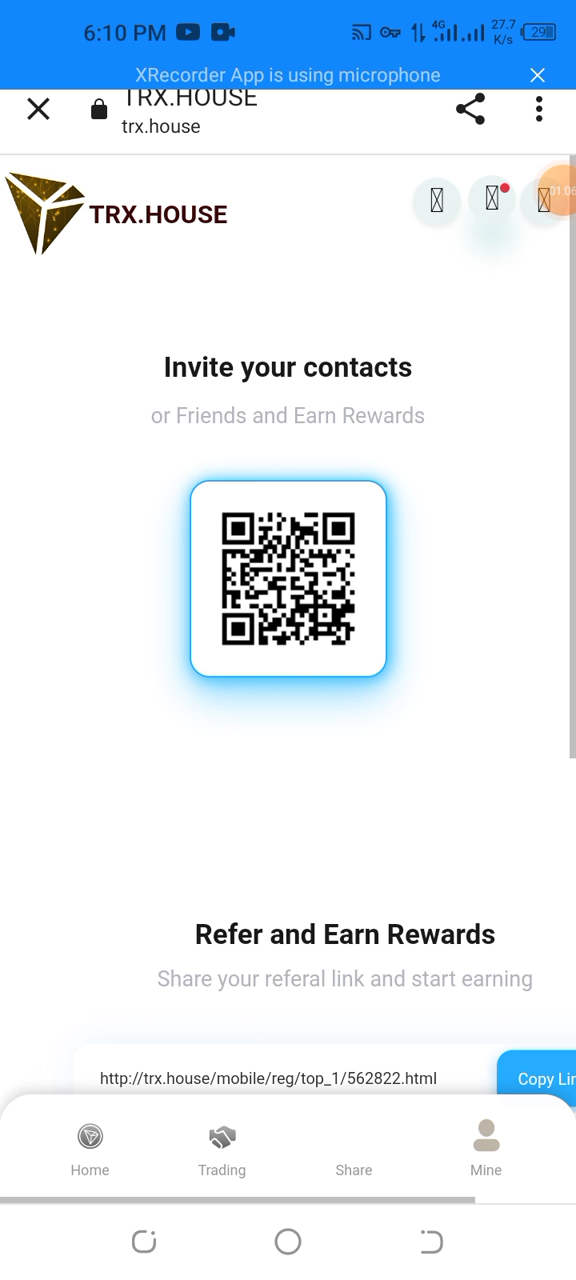 6:10 PM
4G
27.7
K/s
29
XRecorder App is using microphone
TRX.HOUSE
trx.house
TRX.HOUSE
01:06
Invite your contacts
or Friends and Earn Rewards
Refer and Earn Rewards
Share your referal link and start earning
http://trx.house/mobile/reg/top_1/562822.html
Copy Lin
Home
Trading
Share
Mine